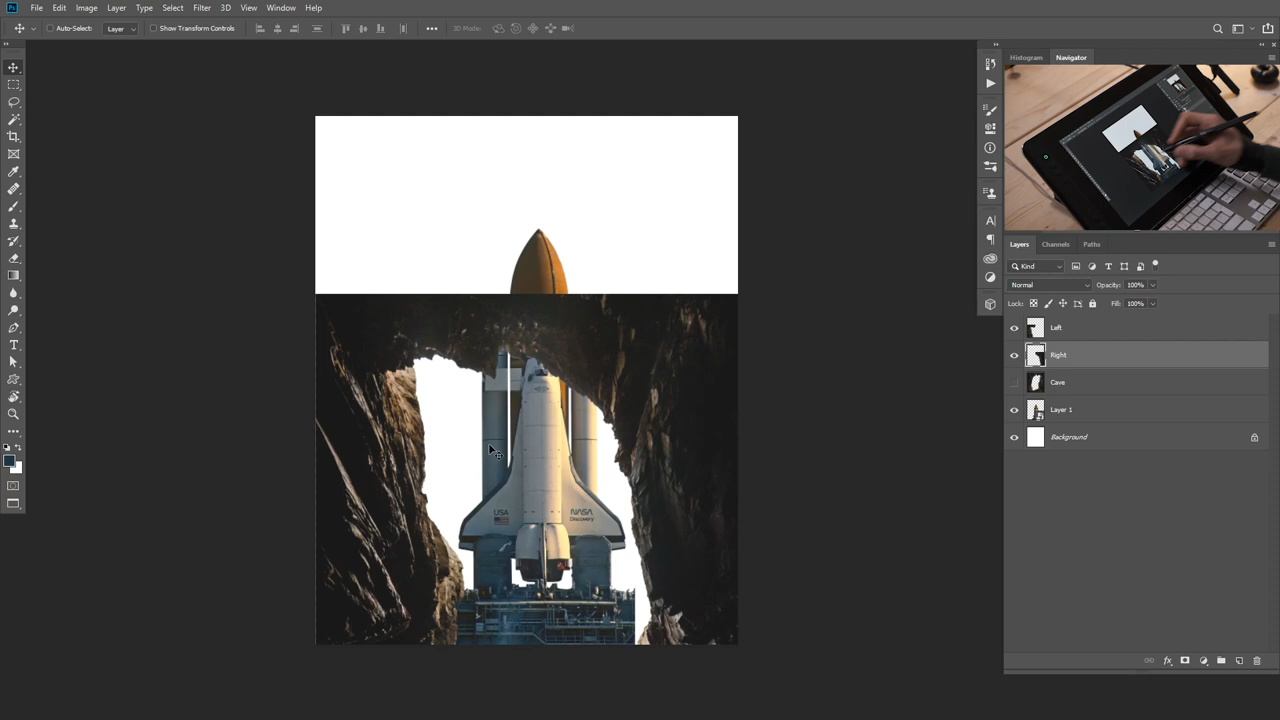 Ps File Edit Image Layer Type Select Filter 3D View Window Help
Auto-Select: Layer Show Transform Controls 3D Mode:
Histogram Navigator
Layers Channels Paths
Kind
Normal Opacity: 100%
Lock: Fill: 100%
Left
Right
Cave
Layer 1
Background
USA
NASA
Discovery